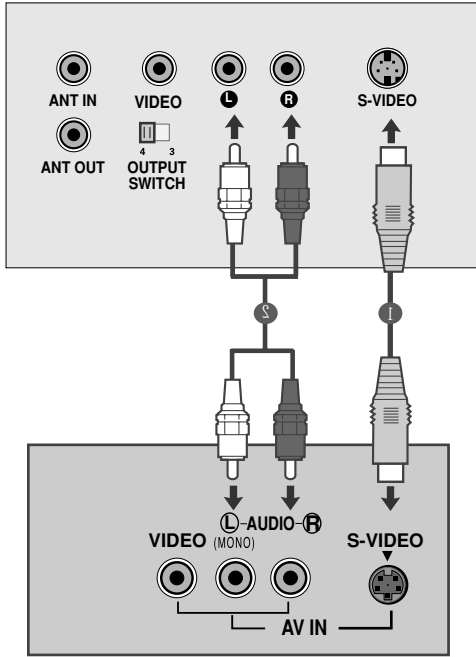 ANT IN
VIDEO
L
R
S-VIDEO
ANT OUT
4 3
OUTPUT
SWITCH
2
1
L-AUDIO-R
VIDEO (MONO)
S-VIDEO
AV IN